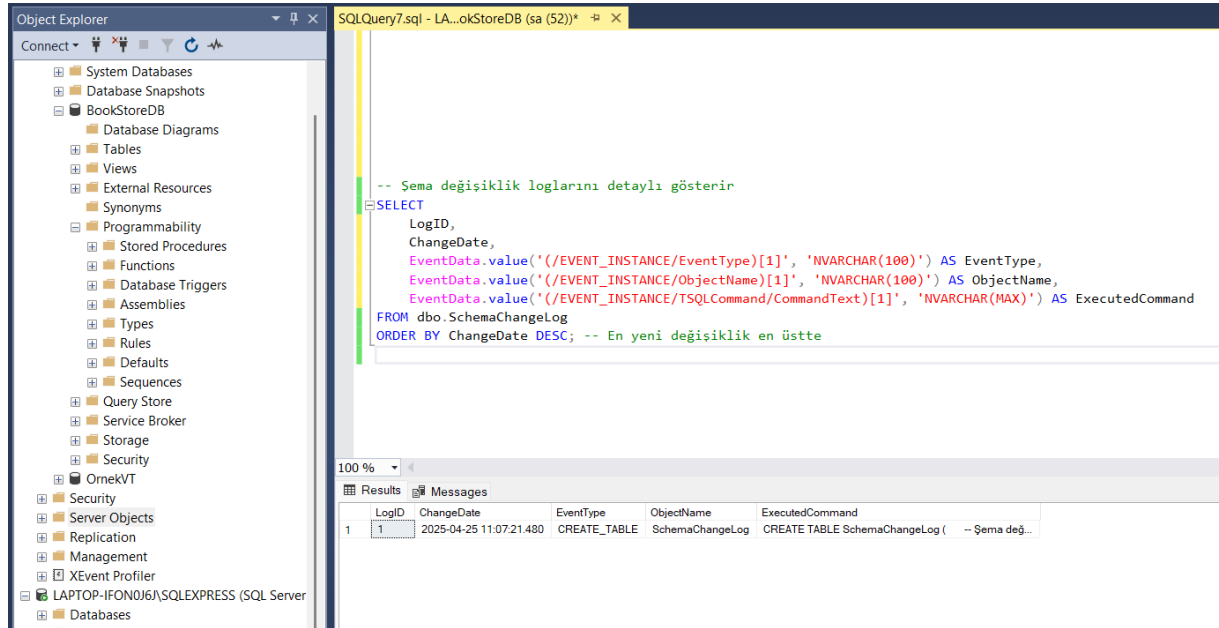 Object Explorer
Connect
System Databases
Database Snapshots
BookStoreDB
Database Diagrams
Tables
Views
External Resources
Synonyms
Programmability
Stored Procedures
Functions
Database Triggers
Assemblies
Types
Rules
Defaults
Sequences
Query Store
Service Broker
Storage
Security
OrnekVT
Security
Server Objects
Replication
Management
XEvent Profiler
LAPTOP-IFON0J6J\SQLEXPRESS (SQL Server
Databases
SQLQuery7.sql - LA...okStoreDB (sa (52))*
-- Şema değişiklik loglarını detaylı gösterir
SELECT
LogID,
ChangeDate,
EventData.value('(/EVENT_INSTANCE/EventType)[1]', 'NVARCHAR(100)') AS EventType,
EventData.value('(/EVENT_INSTANCE/ObjectName)[1]', 'NVARCHAR(100)') AS ObjectName,
EventData.value('(/EVENT_INSTANCE/TSQLCommand/CommandText)[1]', 'NVARCHAR(MAX)') AS ExecutedCommand
FROM dbo.SchemaChangeLog
ORDER BY ChangeDate DESC; -- En yeni değişiklik en üstte
100 %
Results Messages
LogID ChangeDate EventType ObjectName ExecutedCommand
1 1 2025-04-25 11:07:21.480 CREATE_TABLE SchemaChangeLog CREATE TABLE SchemaChangeLog ( -- Şema değ...